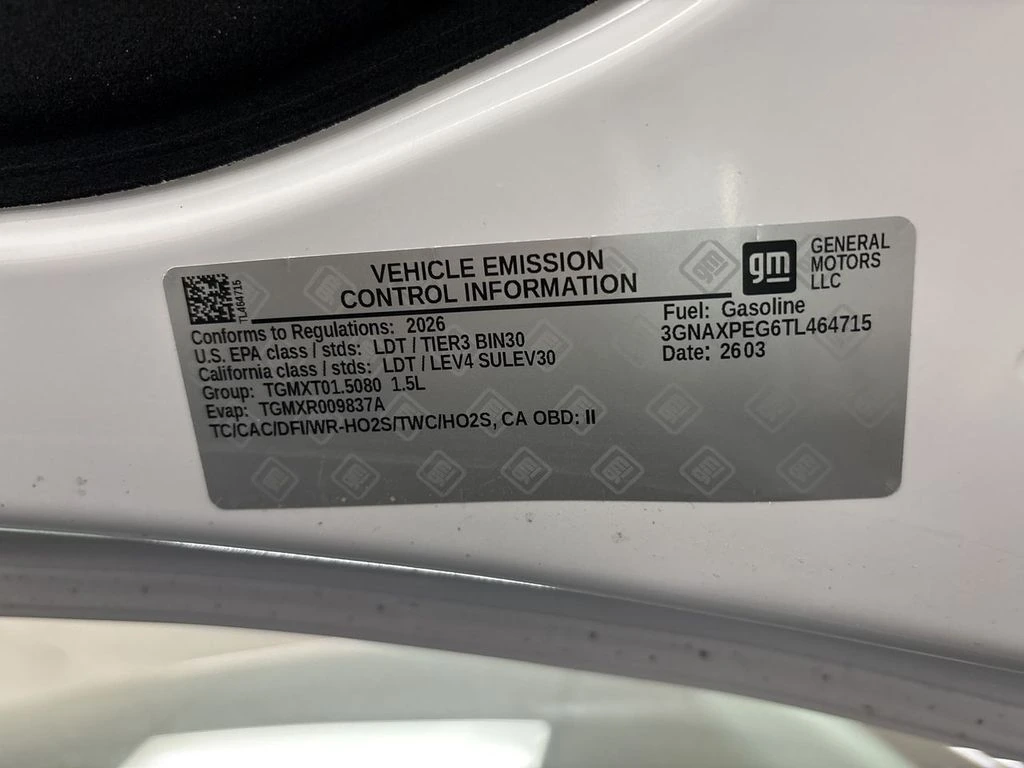 VEHICLE EMISSION
CONTROL INFORMATION
gm
GENERAL
MOTORS
LLC
TL464715
Conforms to Regulations: 2026
U.S. EPA class / stds: LDT / TIER3 BIN30
California class / stds: LDT / LEV4 SULEV30
Group: TGMXT01.5080 1.5L
Evap: TGMXR009837A
TC/CAC/DFI/WR-HO2S/TWC/HO2S, CA OBD: II
Fuel: Gasoline
3GNAXPEG6TL464715
Date: 2603